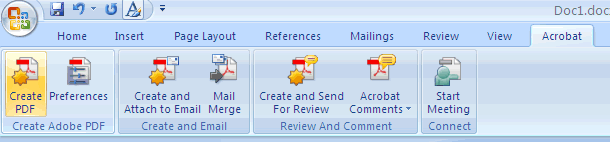 Doc1.doc
Home Insert Page Layout References Mailings Review View Acrobat
Create PDF
Preferences
Create Adobe PDF
Create and Attach to Email
Mail Merge
Create and Email
Create and Send For Review
Acrobat Comments
Review And Comment
Start Meeting
Connect